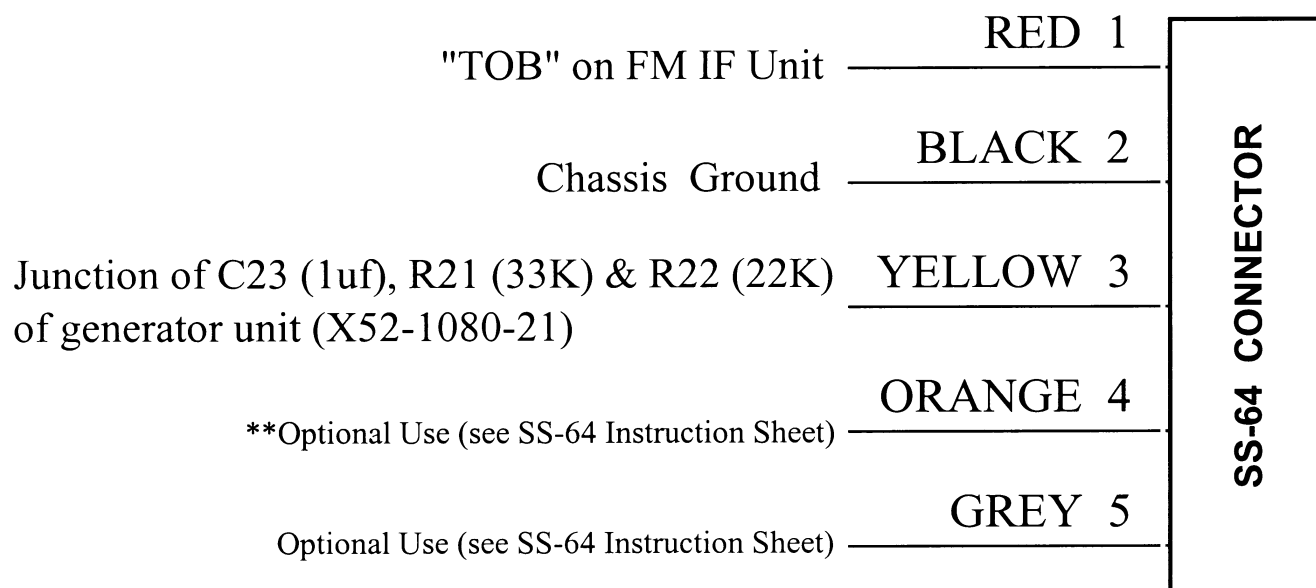 RED 1
"TOB" on FM IF Unit
BLACK 2
Chassis Ground
YELLOW 3
Junction of C23 (1uf), R21 (33K) & R22 (22K)
of generator unit (X52-1080-21)
ORANGE 4
**Optional Use (see SS-64 Instruction Sheet)
GREY 5
Optional Use (see SS-64 Instruction Sheet)
SS-64 CONNECTOR